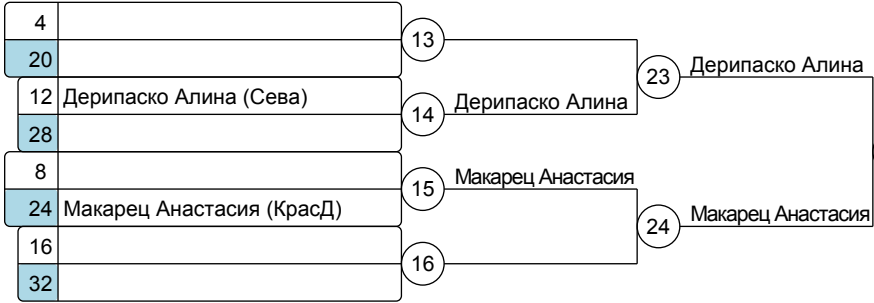 4
13
20
23 Дерипаско Алина
12 Дерипаско Алина (Сева)
14 Дерипаско Алина
28
8
15 Макарец Анастасия
24 Макарец Анастасия (КрасД)
24 Макарец Анастасия
16
16
32